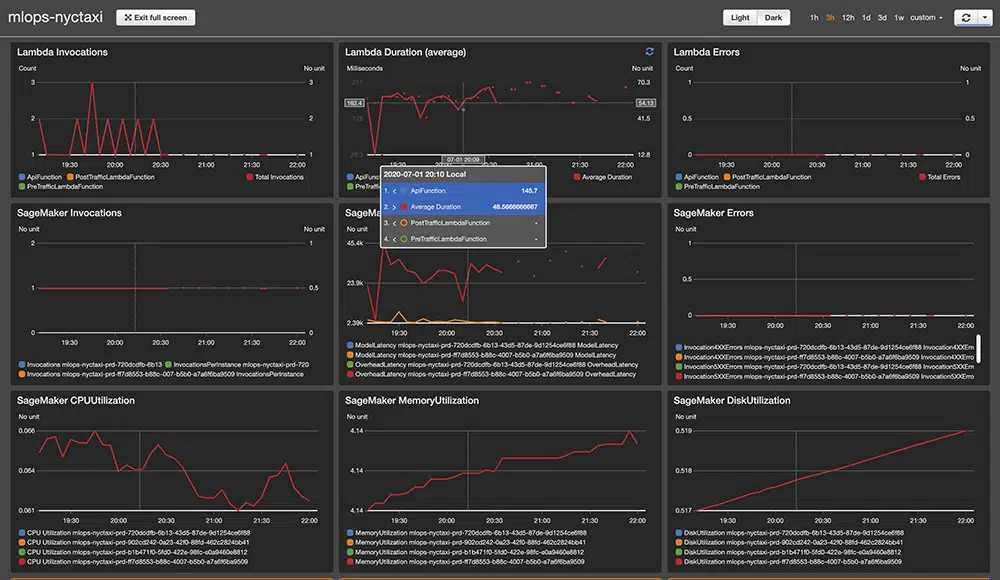 mlops-nyctaxi Exit full screen Light Dark 1h 3h 12h 1d 3d 1w custom
Lambda Invocations
Count No unit
3 3
2 2
1 1
19:30 20:00 20:30 21:00 21:30 22:00
ApiFunction PostTrafficLambdaFunction Total Invocations
PreTrafficLambdaFunction
Lambda Duration (average)
Milliseconds No unit
70.3
162.4 54.13
41.5
12.8
07-01 20:09
21:00 21:30 22:00
Average Duration
2020-07-01 20:10 Local
1. ApiFunction 145.7
2. Average Duration 48.5666666667
3. PostTrafficLambdaFunction -
4. PreTrafficLambdaFunction -
Lambda Errors
Count No unit
1 1
0.5 0.5
0 0
19:30 20:00 20:30 21:00 21:30 22:00
ApiFunction PostTrafficLambdaFunction Total Errors
PreTrafficLambdaFunction
SageMaker Invocations
No unit No unit
2 1
1 0.5
0 0
19:30 20:00 20:30 21:00 21:30 22:00
Invocations mlops-nyctaxi-prd-720dcdfb-6b13 InvocationsPerInstance mlops-nyctaxi-prd-720
Invocations mlops-nyctaxi-prd-ff7d8553-b88c-007-b5b0-a7a6f6ba9509 InvocationsPerInstance
No unit
45.4k
23.9k
2.39k
19:30 20:00 20:30 21:00 21:30 22:00
ModelLatency mlops-nyctaxi-prd-720dcdfb-6b13-43d5-87de-9d1254ce6f88 ModelLatency
ModelLatency mlops-nyctaxi-prd-ff7d8553-b88c-4007-b5b0-a7a6f6ba9509 ModelLatency
OverheadLatency mlops-nyctaxi-prd-720dcdfb-6b13-43d5-87de-9d1254ce6f88 OverheadLatency
OverheadLatency mlops-nyctaxi-prd-ff7d8553-b88c-4007-b5b0-a7a6f6ba9509 OverheadLatency
SageMaker Errors
No unit
1
0.5
0
19:30 20:00 20:30 21:00 21:30 22:00
Invocation4XXErrors mlops-nyctaxi-prd-720dcdfb-6b13-43d5-87de-9d1254ce6f88 Invocation4XXErrn
Invocation4XXErrors mlops-nyctaxi-prd-ff7d8553-b88c-4007-b5b0-a7a6f6ba9509 Invocation4XXErrn
Invocation5XXErrors mlops-nyctaxi-prd-720dcdfb-6b13-43d5-87de-9d1254ce6f88 Invocation5XXErrn
Invocation5XXErrors mlops-nyctaxi-prd-ff7d8553-b88c-4007-b5b0-a7a6f6ba9509 Invocation5XXErrn
SageMaker CPUUtilization
No unit
0.066
0.064
0.061
19:30 20:00 20:30 21:00 21:30 22:00
CPU Utilization mlops-nyctaxi-prd-720dcdfb-6b13-43d5-87de-9d1254ce6f88
CPU Utilization mlops-nyctaxi-prd-902cd242-0a23-42f0-88fd-462c2824bb41
CPU Utilization mlops-nyctaxi-prd-b1b471f0-5fd0-422e-98fc-e0a9460e8812
CPU Utilization mlops-nyctaxi-prd-ff7d8553-b88c-4007-b5b0-a7a6f6ba9509
SageMaker MemoryUtilization
No unit
4.14
4.14
4.14
19:30 20:00 20:30 21:00 21:30 22:00
MemoryUtilization mlops-nyctaxi-prd-720dcdfb-6b13-43d5-87de-9d1254ce6f88
MemoryUtilization mlops-nyctaxi-prd-902cd242-0a23-42f0-88fd-462c2824bb41
MemoryUtilization mlops-nyctaxi-prd-b1b471f0-5fd0-422e-98fc-e0a9460e8812
MemoryUtilization mlops-nyctaxi-prd-ff7d8553-b88c-4007-b5b0-a7a6f6ba9509
SageMaker DiskUtilization
No unit
0.519
0.518
0.517
19:30 20:00 20:30 21:00 21:30 22:00
DiskUtilization mlops-nyctaxi-prd-720dcdfb-6b13-43d5-87de-9d1254ce6f88
DiskUtilization mlops-nyctaxi-prd-902cd242-0a23-42f0-88fd-462c2824bb41
DiskUtilization mlops-nyctaxi-prd-b1b471f0-5fd0-422e-98fc-e0a9460e8812
DiskUtilization mlops-nyctaxi-prd-ff7d8553-b88c-4007-b5b0-a7a6f6ba9509